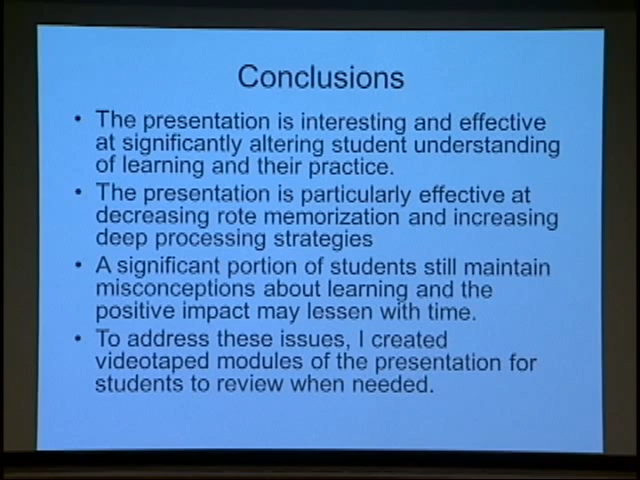 Conclusions
• The presentation is interesting and effective
at significantly altering student understanding
of learning and their practice.
• The presentation is particularly effective at
decreasing rote memorization and increasing
deep processing strategies
• A significant portion of students still maintain
misconceptions about learning and the
positive impact may lessen with time.
• To address these issues, I created
videotaped modules of the presentation for
students to review when needed.